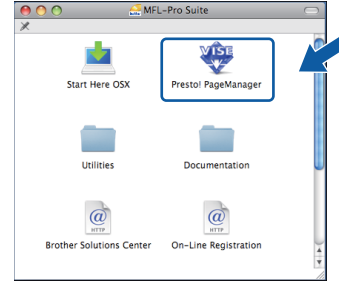 MFL-Pro Suite
VISE
Start Here OSX
Presto! PageManager
Utilities
Documentation
@
HTTP
@
HTTP
Brother Solutions Center
On-Line Registration